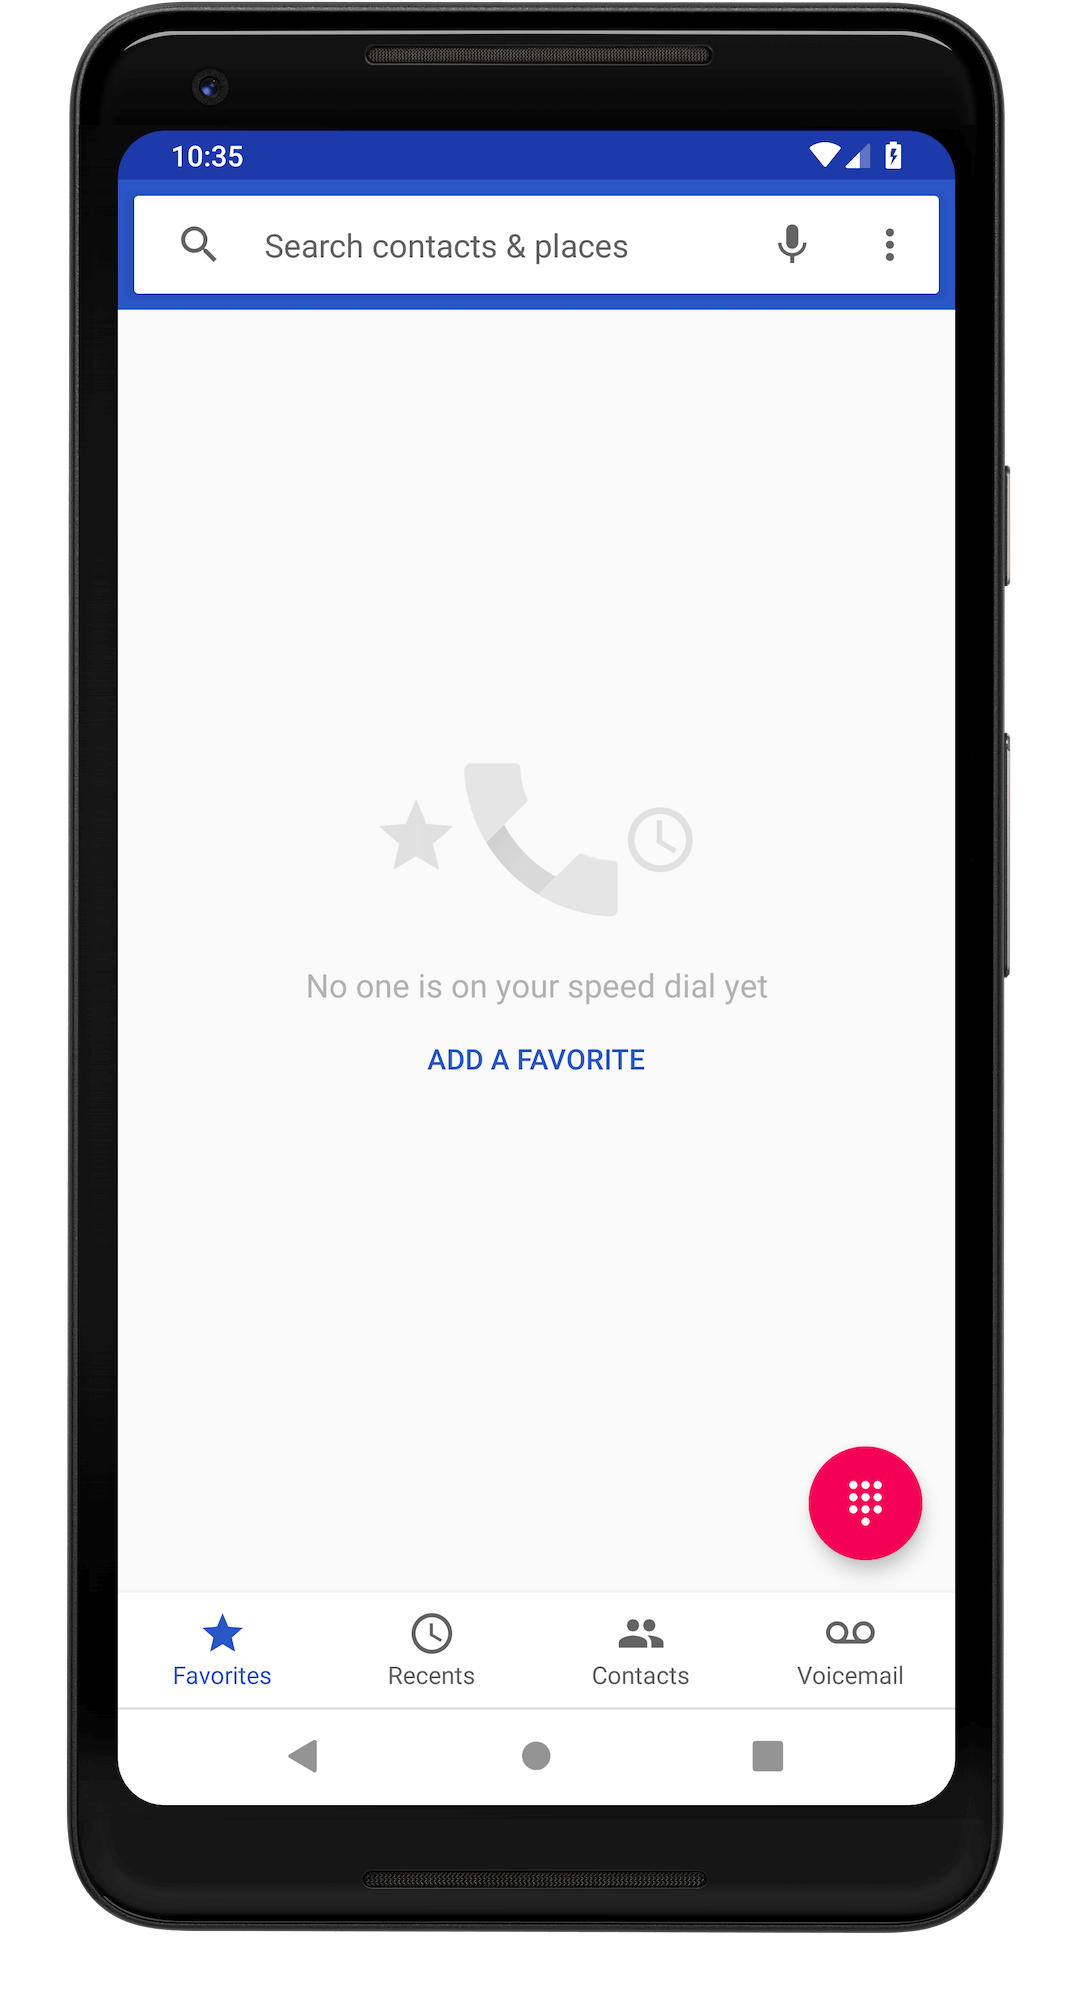 10:35
Search contacts & places
No one is on your speed dial yet
ADD A FAVORITE
Favorites
Recents
Contacts
Voicemail